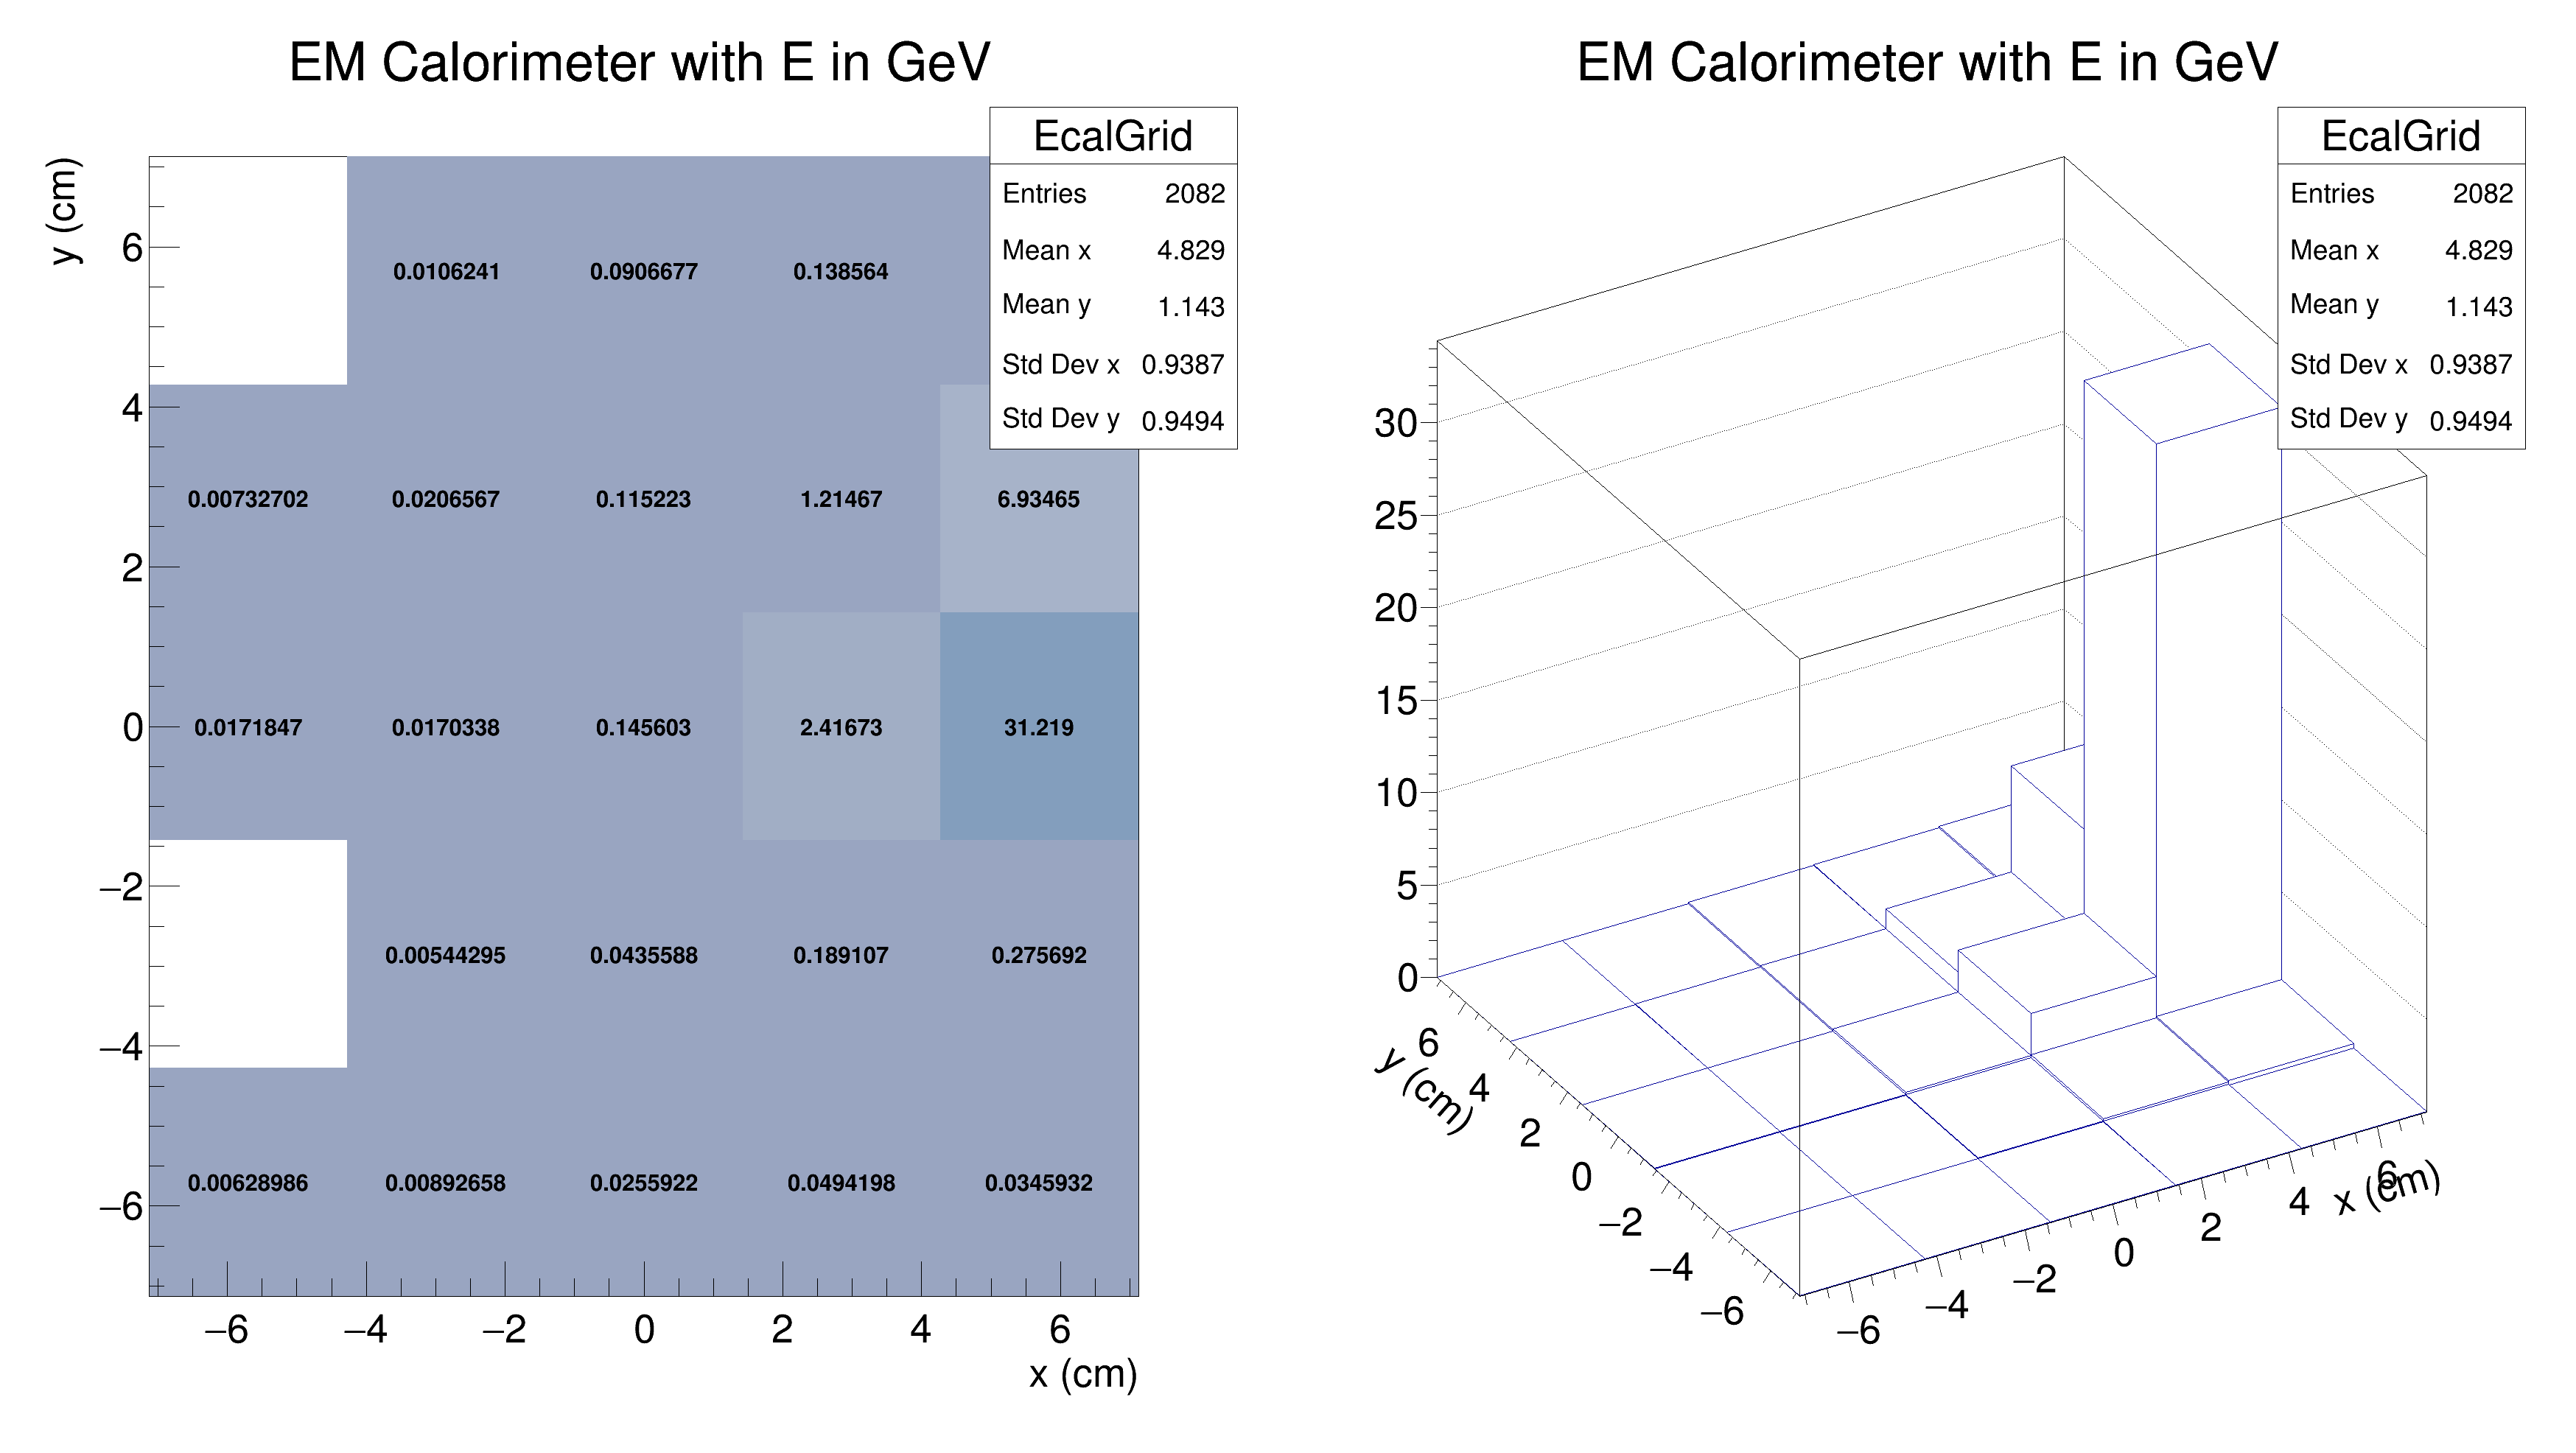 EM Calorimeter with E in GeV
EcalGrid
Entries 2082
Mean x 4.829
Mean y 1.143
Std Dev x 0.9387
Std Dev y 0.9494
y (cm)
6
4
2
0
−2
−4
−6
0.0106241 0.0906677 0.138564
0.00732702 0.0206567 0.115223 1.21467 6.93465
0.0171847 0.0170338 0.145603 2.41673 31.219
0.00544295 0.0435588 0.189107 0.275692
0.00628986 0.00892658 0.0255922 0.0494198 0.0345932
−6 −4 −2 0 2 4 6
x (cm)
EM Calorimeter with E in GeV
EcalGrid
Entries 2082
Mean x 4.829
Mean y 1.143
Std Dev x 0.9387
Std Dev y 0.9494
30
25
20
15
10
5
0
y (cm)
6
4
2
0
−2
−4
−6
−6 −4 −2 0 2 4 6
x (cm)